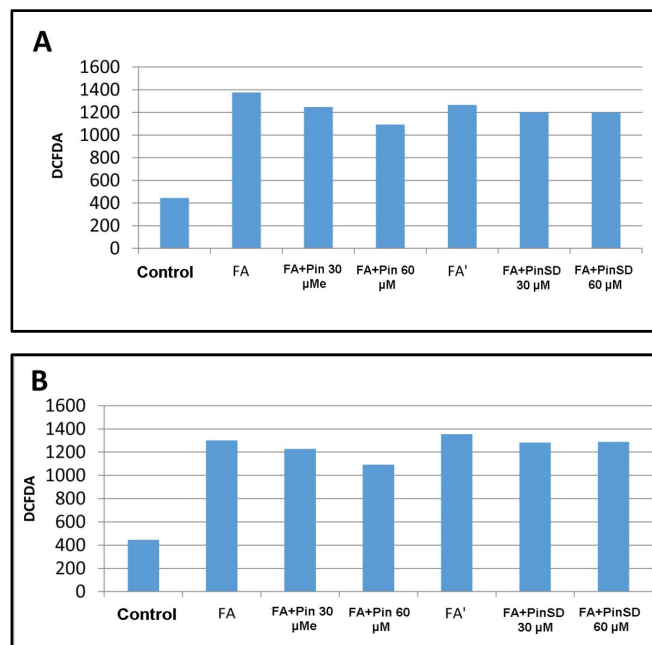 A
DCFDA
1600
1400
1200
1000
800
600
400
200
0
Control
FA
FA+Pin 30
µMe
FA+Pin 60
µM
FA'
FA+PinSD
30 µM
FA+PinSD
60 µM
B
DCFDA
1600
1400
1200
1000
800
600
400
200
0
Control
FA
FA+Pin 30
µMe
FA+Pin 60
µM
FA'
FA+PinSD
30 µM
FA+PinSD
60 µM